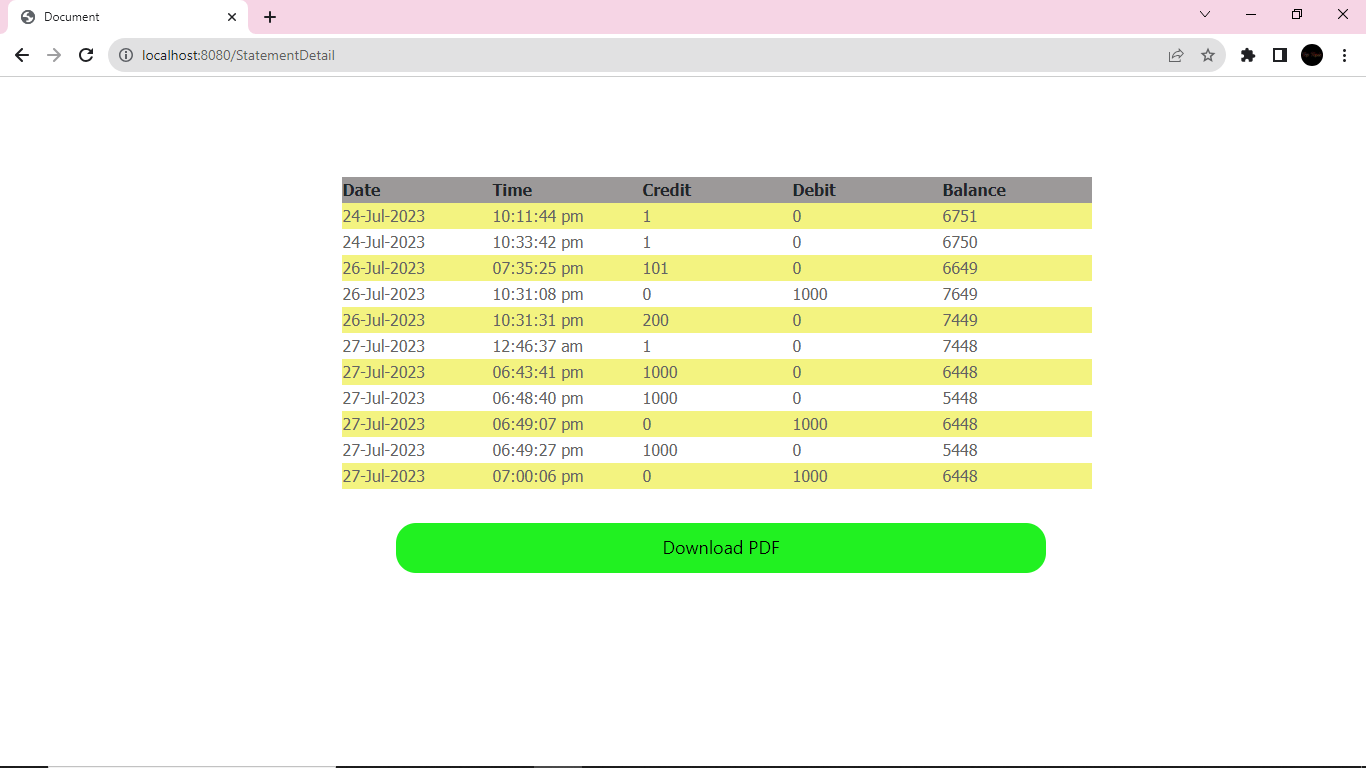 Document
localhost:8080/StatementDetail
Date Time Credit Debit Balance
24-Jul-2023 10:11:44 pm 1 0 6751
24-Jul-2023 10:33:42 pm 1 0 6750
26-Jul-2023 07:35:25 pm 101 0 6649
26-Jul-2023 10:31:08 pm 0 1000 7649
26-Jul-2023 10:31:31 pm 200 0 7449
27-Jul-2023 12:46:37 am 1 0 7448
27-Jul-2023 06:43:41 pm 1000 0 6448
27-Jul-2023 06:48:40 pm 1000 0 5448
27-Jul-2023 06:49:07 pm 0 1000 6448
27-Jul-2023 06:49:27 pm 1000 0 5448
27-Jul-2023 07:00:06 pm 0 1000 6448
Download PDF